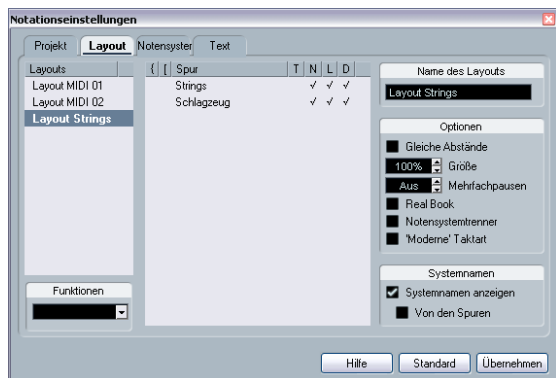 Notationseinstellungen
Projekt Layout Notensyster Text
Layouts
Layout MIDI 01
Layout MIDI 02
Layout Strings
{ [ Spur T N L D
Strings √ √ √
Schlagzeug √ √ √
Name des Layouts
Layout Strings
Optionen
Gleiche Abstände
100% Größe
Aus Mehrfachpausen
Real Book
Notensystemtrenner
'Moderne' Taktart
Funktionen
Systemnamen
Systemnamen anzeigen
Von den Spuren
Hilfe Standard Übernehmen